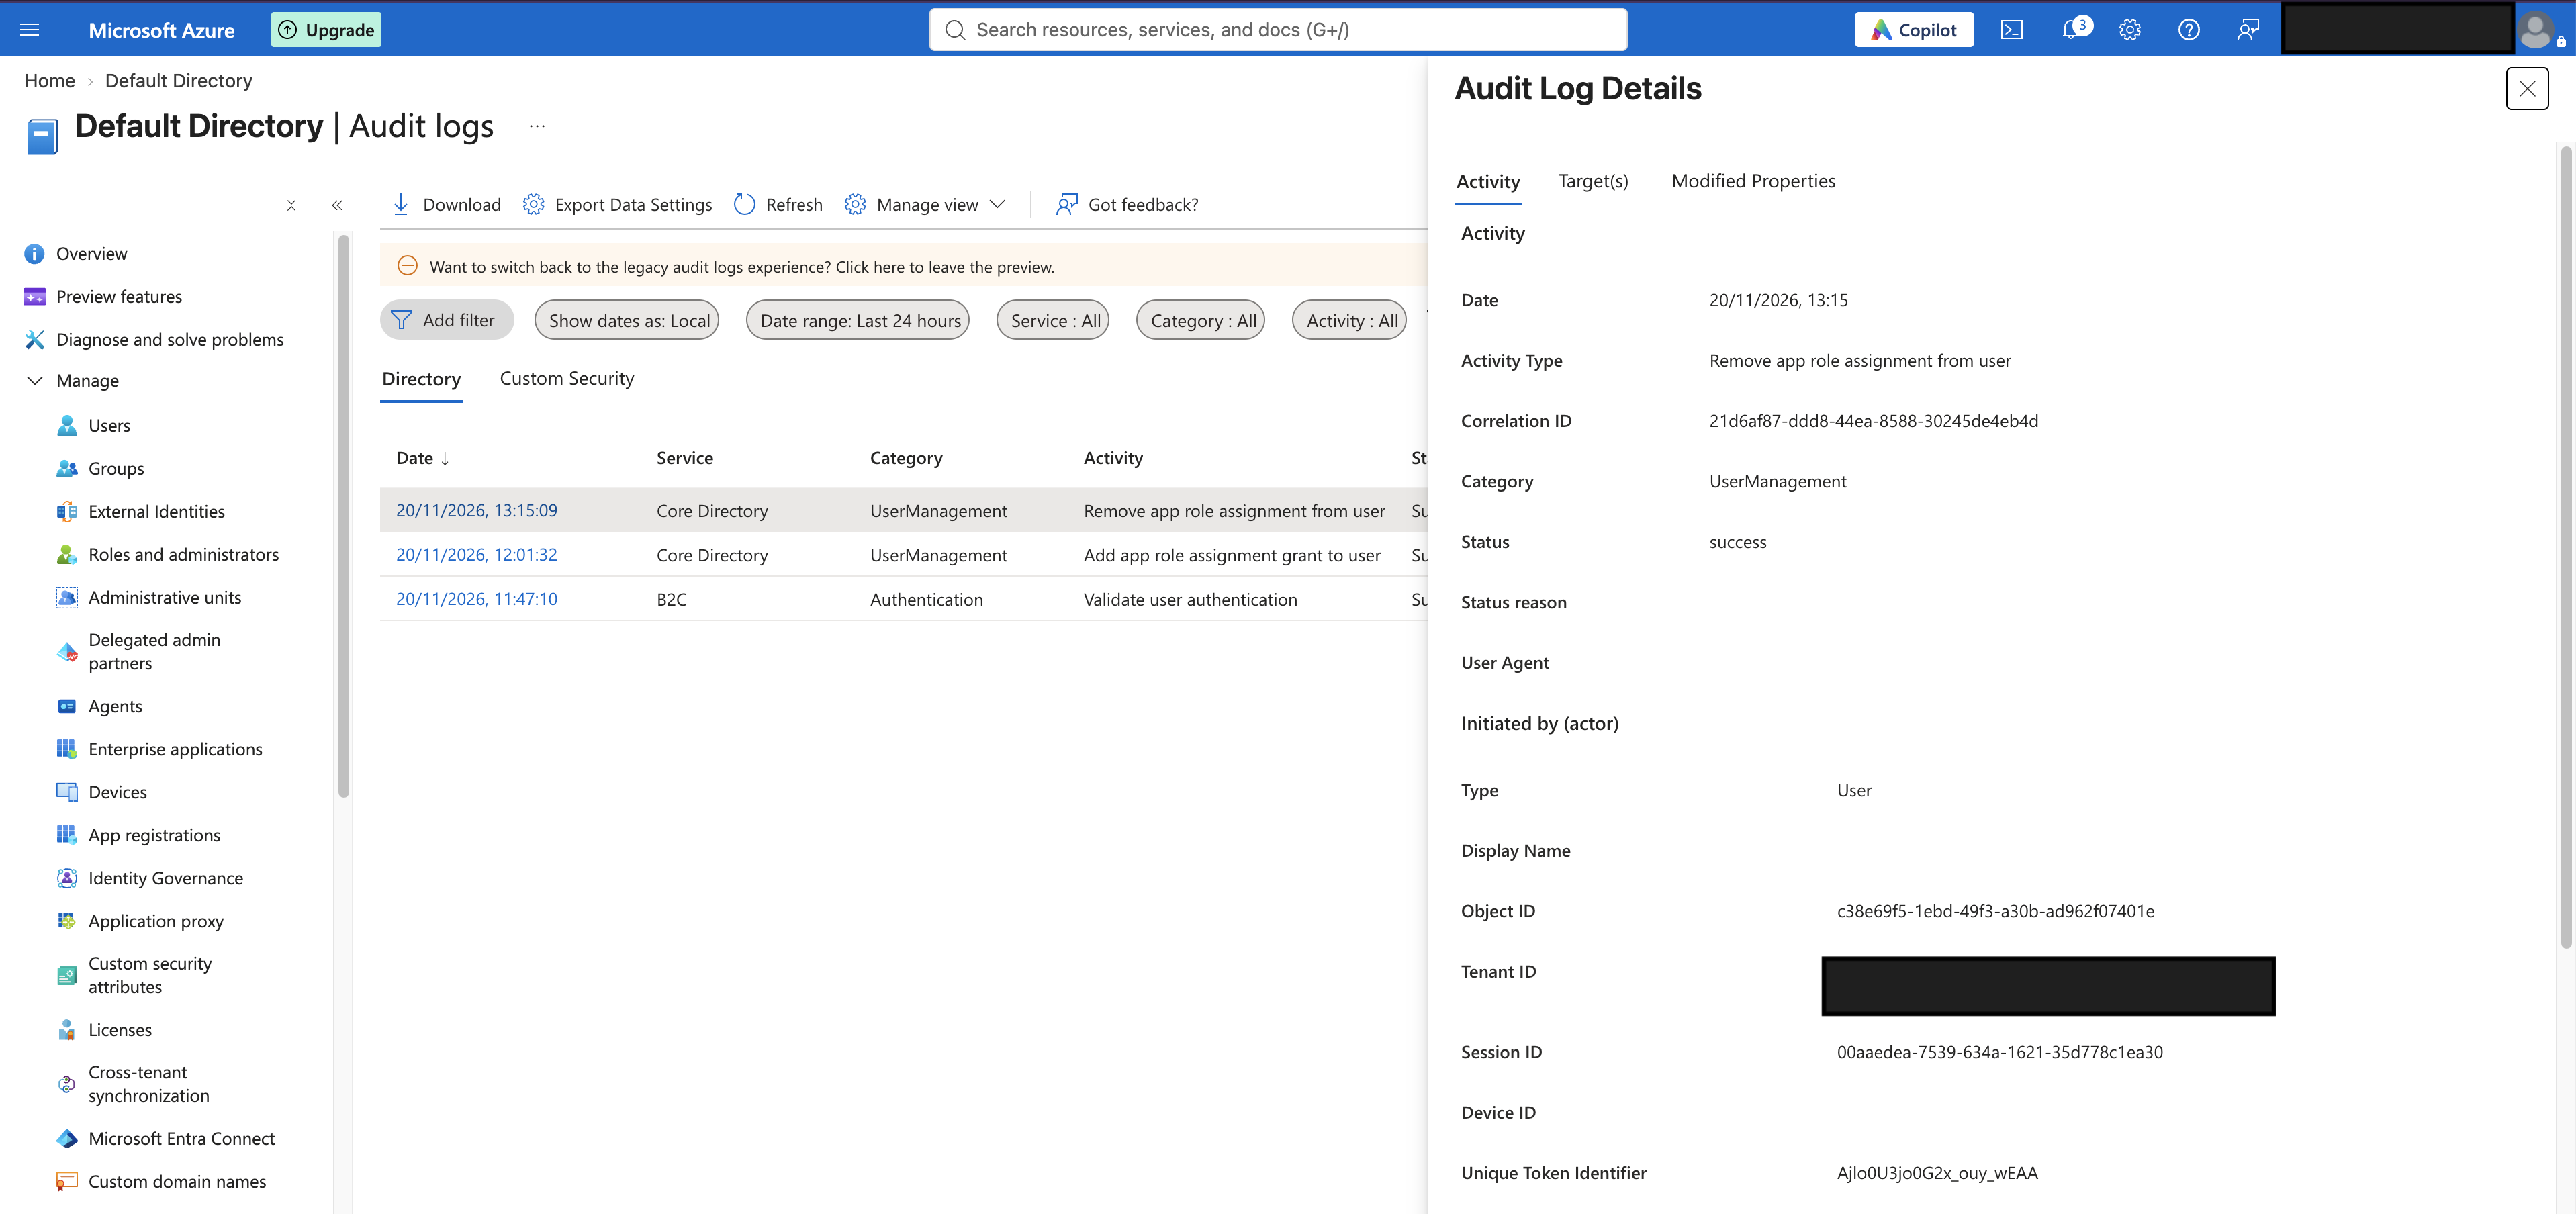 Microsoft Azure
Upgrade
Search resources, services, and docs (G+/)
Copilot
3
Home > Default Directory
Default Directory | Audit logs ...
Download
Export Data Settings
Refresh
Manage view
Got feedback?
Overview
Preview features
Diagnose and solve problems
Manage
Users
Groups
External Identities
Roles and administrators
Administrative units
Delegated admin
partners
Agents
Enterprise applications
Devices
App registrations
Identity Governance
Application proxy
Custom security
attributes
Licenses
Cross-tenant
synchronization
Microsoft Entra Connect
Custom domain names
Want to switch back to the legacy audit logs experience? Click here to leave the preview.
Add filter
Show dates as: Local
Date range: Last 24 hours
Service : All
Category : All
Activity : All
Directory
Custom Security
Date ↓ Service Category Activity St
20/11/2026, 13:15:09 Core Directory UserManagement Remove app role assignment from user Su
20/11/2026, 12:01:32 Core Directory UserManagement Add app role assignment grant to user Su
20/11/2026, 11:47:10 B2C Authentication Validate user authentication Su
Audit Log Details
Activity
Target(s)
Modified Properties
Activity
Date 20/11/2026, 13:15
Activity Type Remove app role assignment from user
Correlation ID 21d6af87-ddd8-44ea-8588-30245de4eb4d
Category UserManagement
Status success
Status reason
User Agent
Initiated by (actor)
Type User
Display Name
Object ID c38e69f5-1ebd-49f3-a30b-ad962f07401e
Tenant ID
Session ID 00aaedea-7539-634a-1621-35d778c1ea30
Device ID
Unique Token Identifier Ajlo0U3jo0G2x_ouy_wEAA